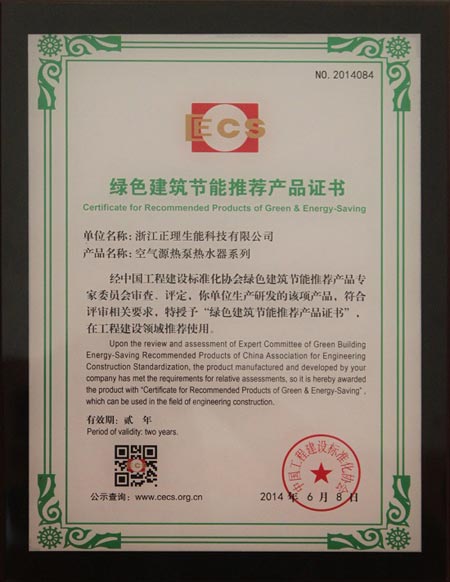 NO. 2014084
ECS
绿色建筑节能推荐产品证书
Certificate for Recommended Products of Green & Energy-Saving
单位名称：浙江正理生能科技有限公司
产品名称：空气源热泵热水器系列
经中国工程建设标准化协会绿色建筑节能推荐产品专
家委员会审查、评定，你单位生产研发的该项产品，符合
评审相关要求，特授予“绿色建筑节能推荐产品证书”，
在工程建设领域推荐使用。
Upon the review and assessment of Expert Committee of Green Building
Energy-Saving Recommended Products of China Association for Engineering
Construction Standardization, the product manufactured and developed by your
company has met the requirements for relative assessments, so it is hereby awarded
the product with "Certificate for Recommended Products of Green & Energy-Saving",
which can be used in the field of engineering construction.
有效期：贰 年
Period of validity: two years.
中国工程建设标准化协会
公示查询：www.cecs.org.cn
2014 年 6 月 8 日